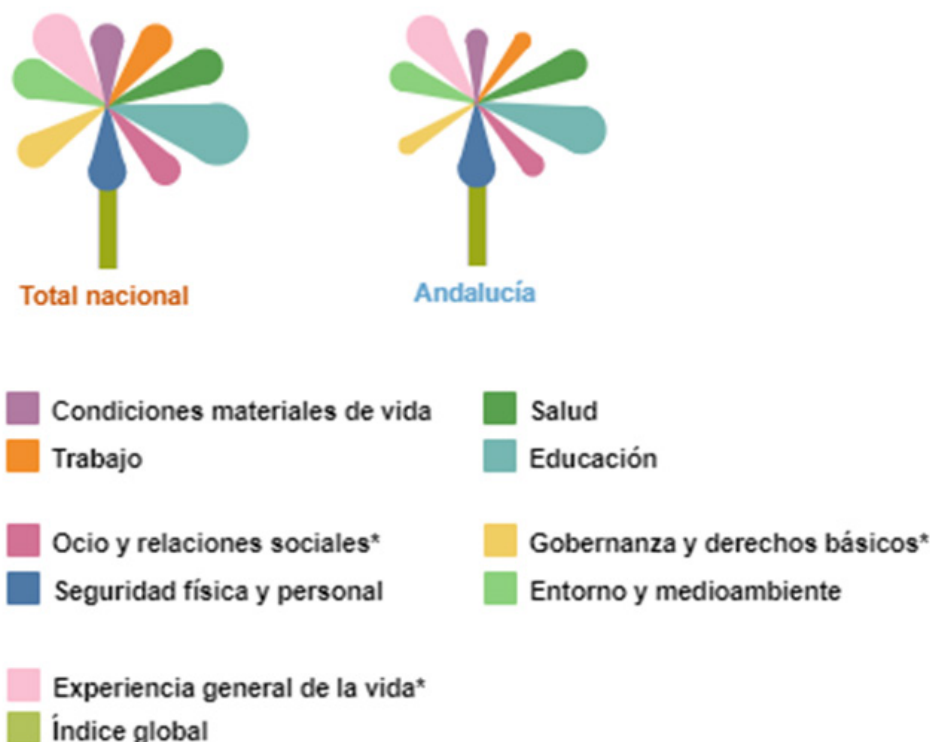 Total nacional
Andalucía
Condiciones materiales de vida
Salud
Trabajo
Educación
Ocio y relaciones sociales*
Gobernanza y derechos básicos*
Seguridad física y personal
Entorno y medioambiente
Experiencia general de la vida*
Índice global